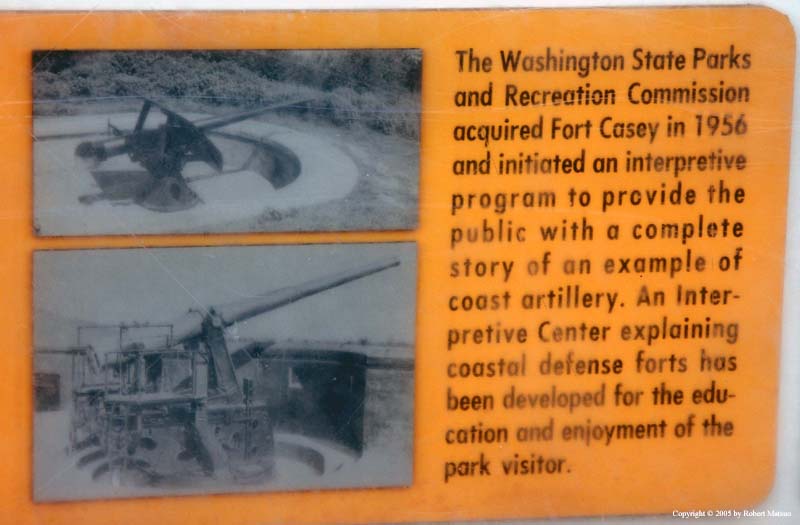 The Washington State Parks
and Recreation Commission
acquired Fort Casey in 1956
and initiated an interpretive
program to provide the
public with a complete
story of an example of
coast artillery. An Inter-
pretive Center explaining
coastal defense forts has
been developed for the edu-
cation and enjoyment of the
park visitor.
Copyright © 2005 by Robert Matson